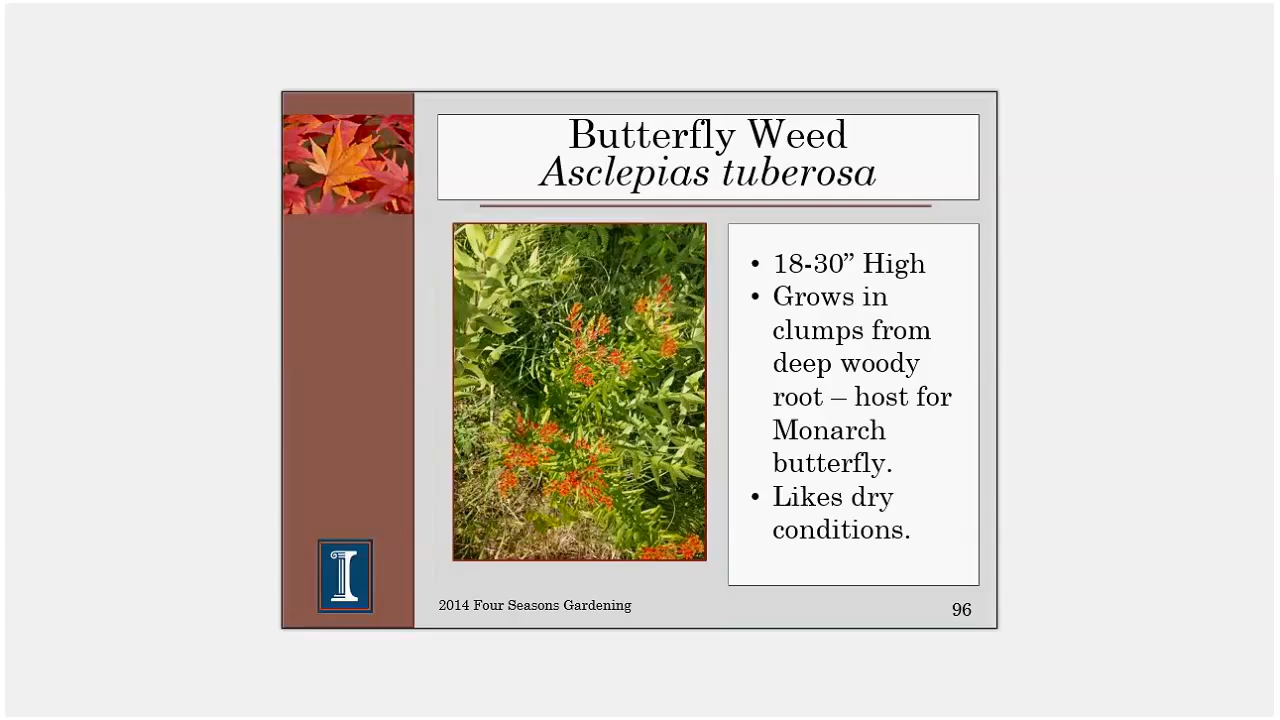 Butterfly Weed
Asclepias tuberosa
• 18-30” High
• Grows in
clumps from
deep woody
root – host for
Monarch
butterfly.
• Likes dry
conditions.
I
2014 Four Seasons Gardening
96